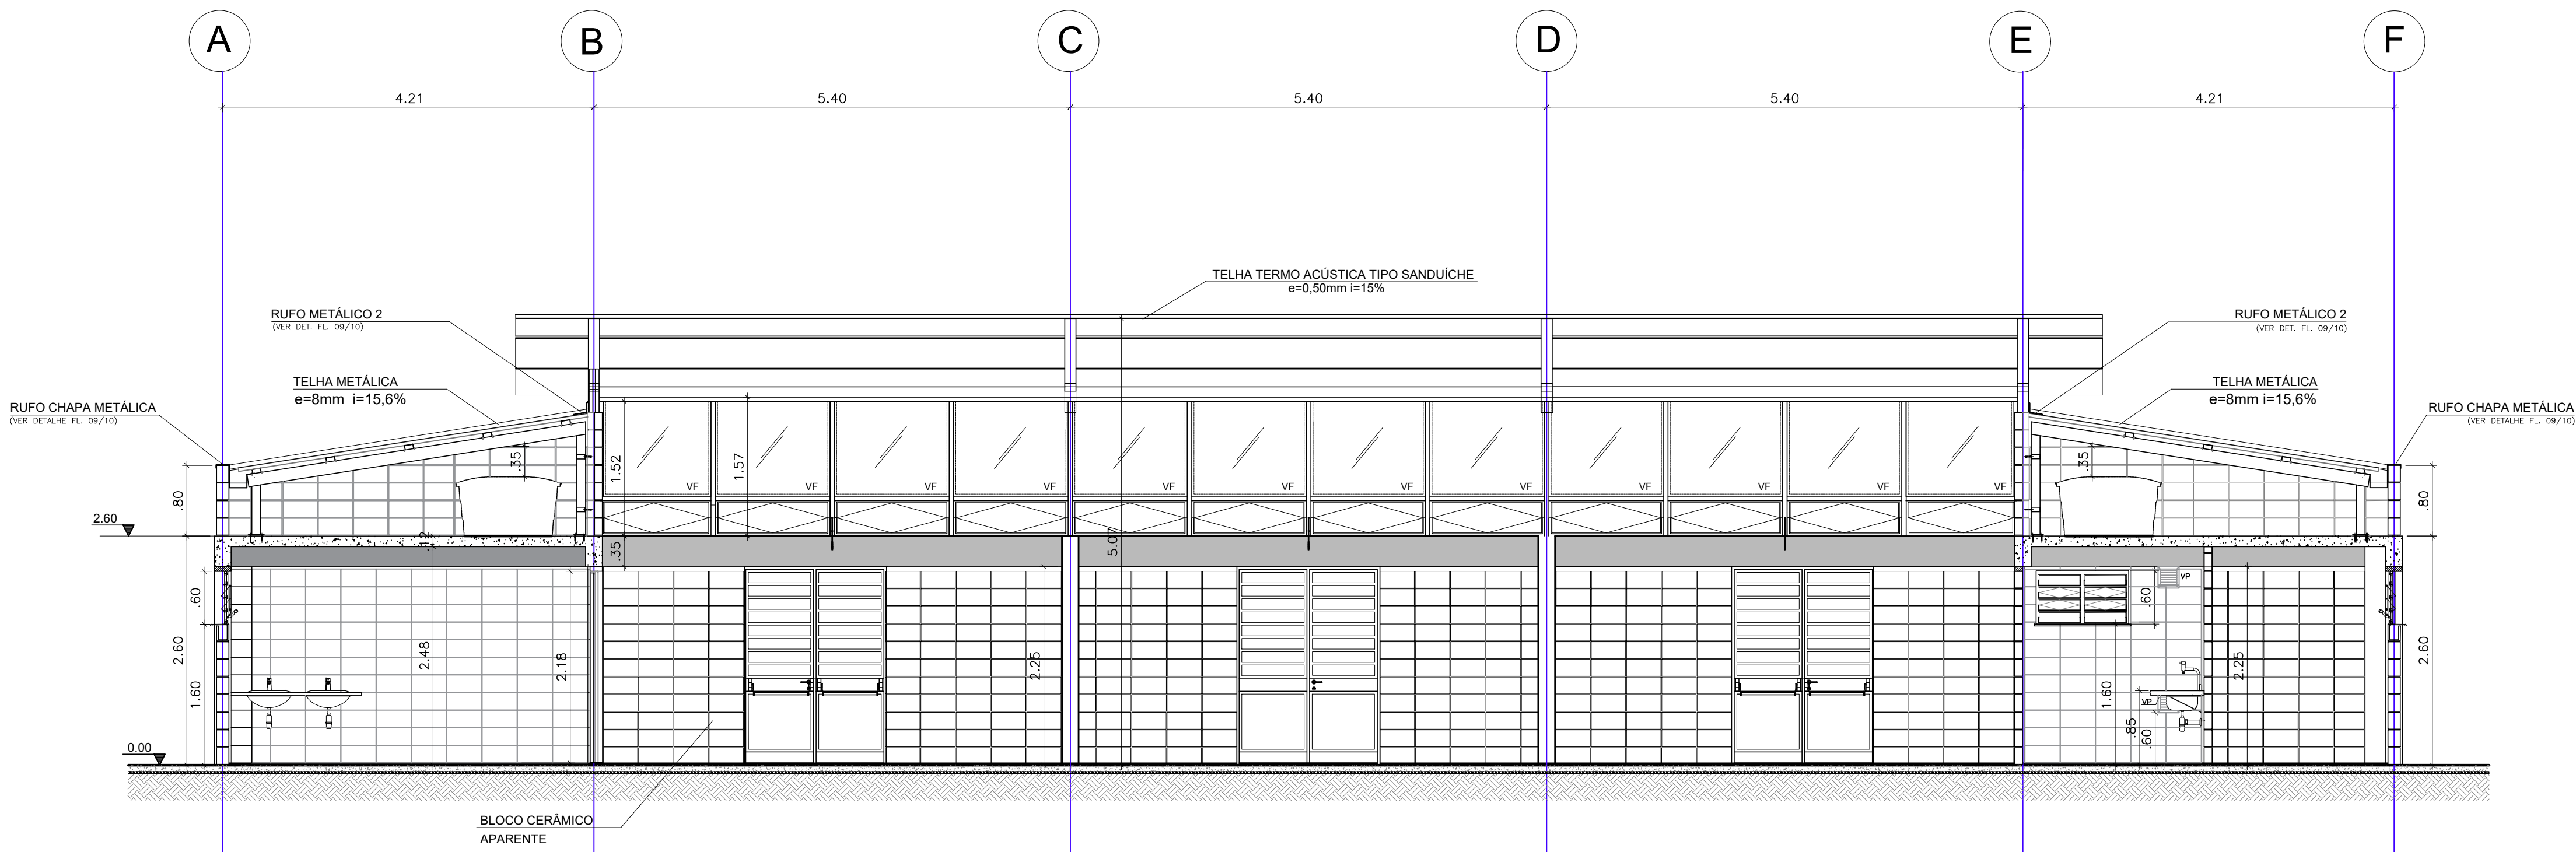 A B C D E F
4.21 5.40 5.40 5.40 4.21
TELHA TERMO ACÚSTICA TIPO SANDUÍCHE
e=0,50mm i=15%
RUFO METÁLICO 2
(VER DET. FL. 09/10)
RUFO METÁLICO 2
(VER DET. FL. 09/10)
TELHA METÁLICA
e=8mm i=15,6%
TELHA METÁLICA
e=8mm i=15,6%
RUFO CHAPA METÁLICA
(VER DETALHE FL. 09/10)
RUFO CHAPA METÁLICA
(VER DETALHE FL. 09/10)
.35
1.52
1.57
.35
VF VF VF VF VF VF VF VF VF VF VF VF
.80
.80
2.60
.12
.35
5.07
.60
VP
.60
2.60
2.48
2.18
2.25
2.25
2.60
1.60
1.60
VP
.85
.60
0.00
BLOCO CERÂMICO
APARENTE